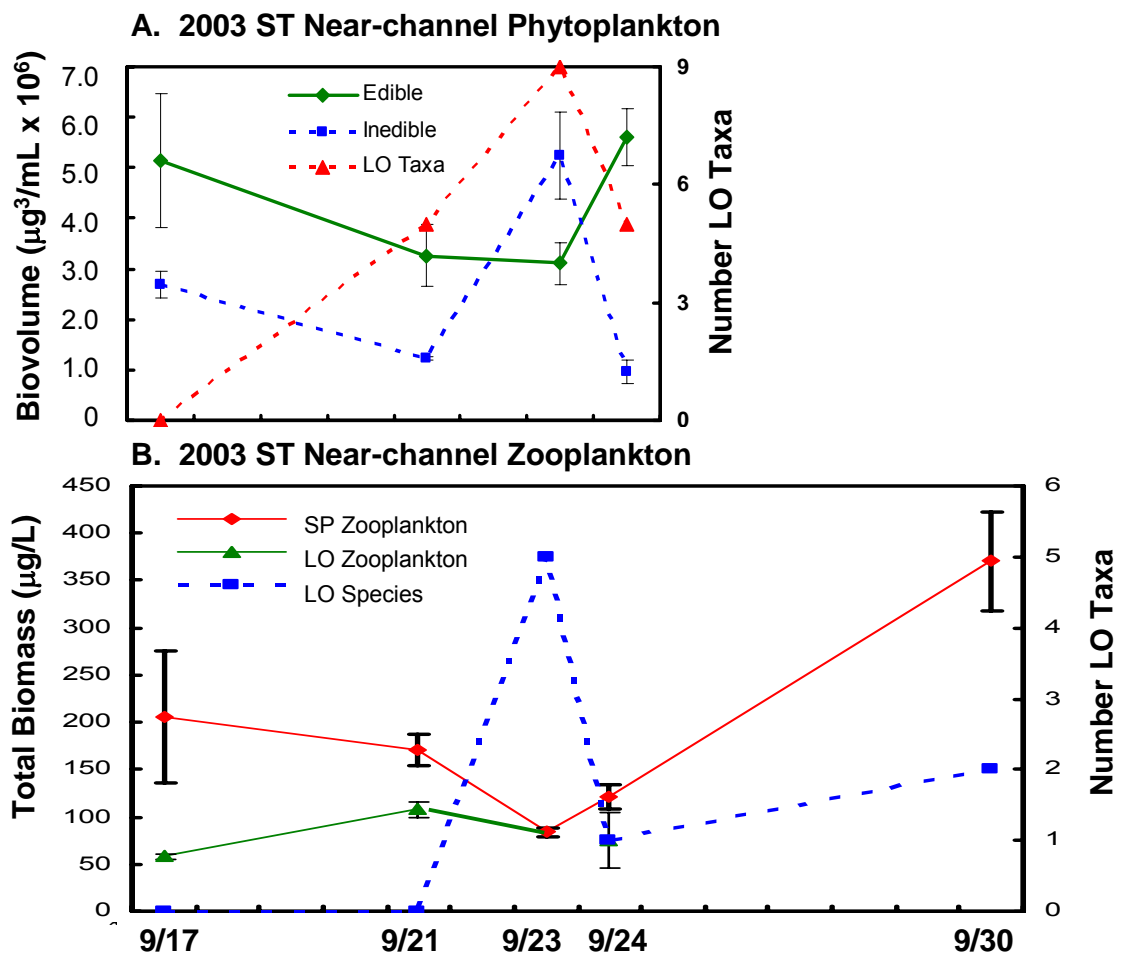 A. 2003 ST Near-channel Phytoplankton
Biovolume (µg³/mL x 10⁶)
7.0
6.0
5.0
4.0
3.0
2.0
1.0
0
Edible
Inedible
LO Taxa
9
6
3
0
Number LO Taxa
B. 2003 ST Near-channel Zooplankton
Total Biomass (µg/L)
450
400
350
300
250
200
150
100
50
0
SP Zooplankton
LO Zooplankton
LO Species
6
5
4
3
2
1
0
Number LO Taxa
9/17 9/21 9/23 9/24 9/30